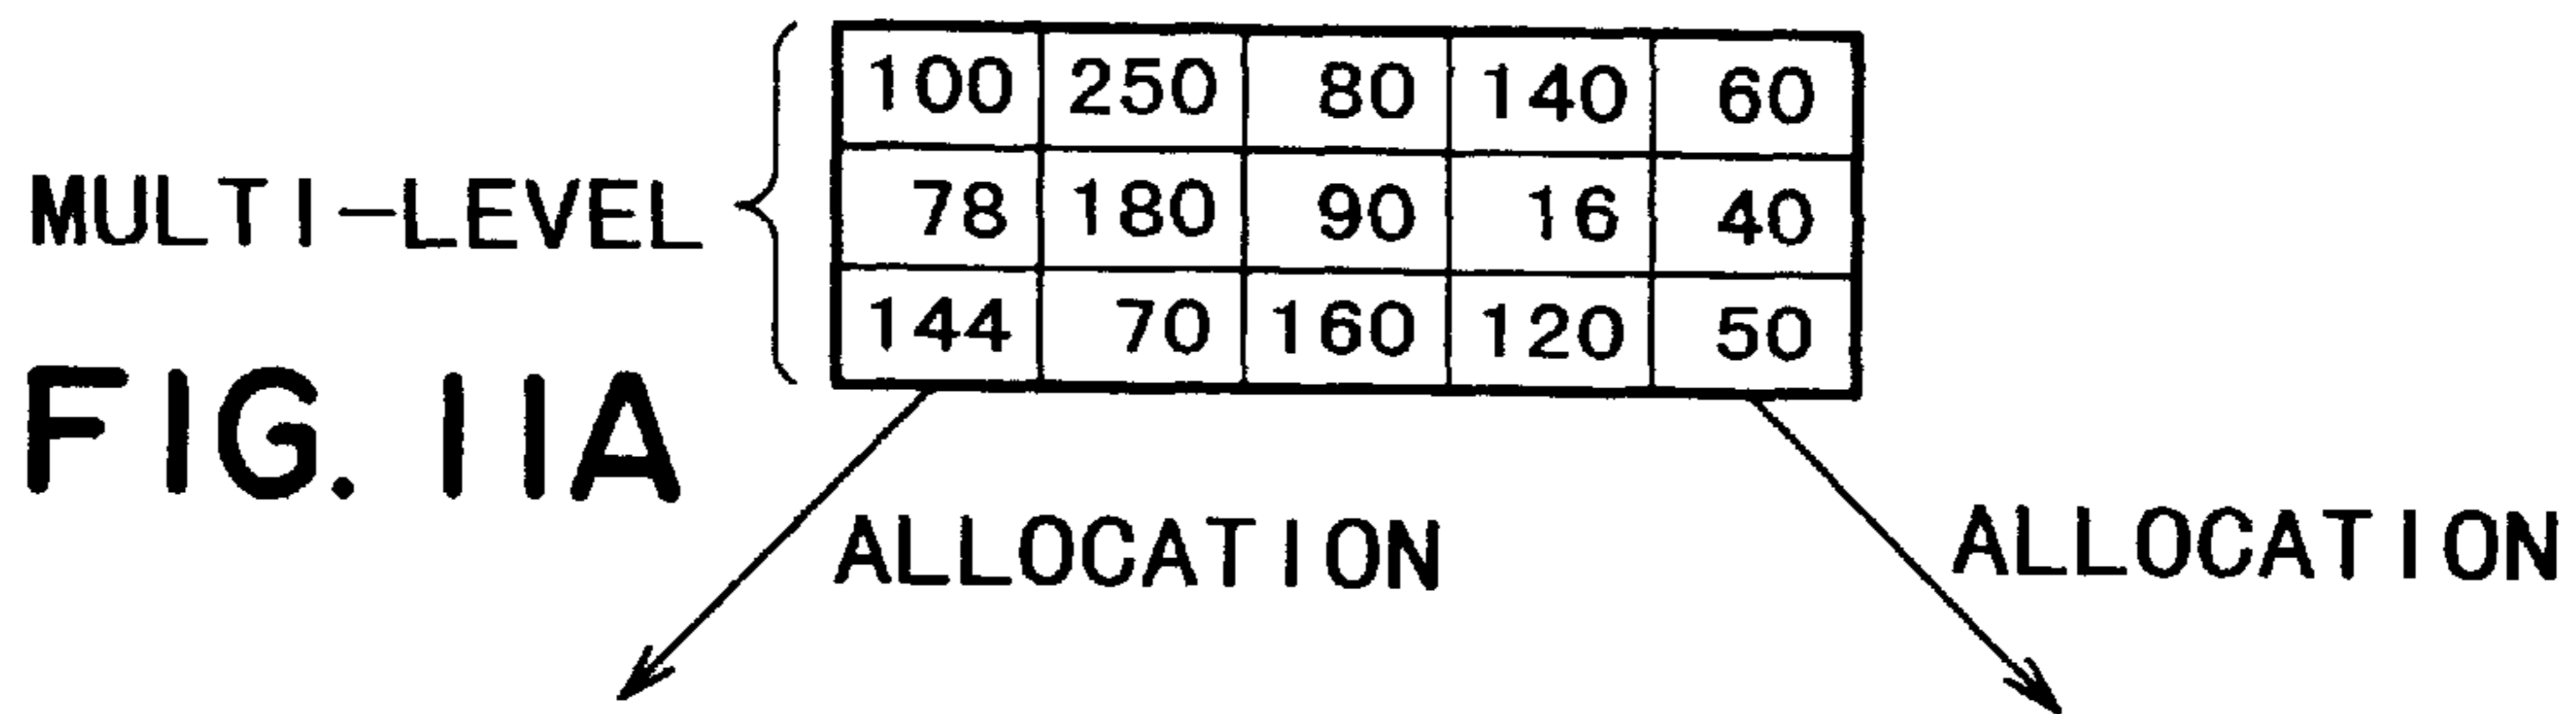 100 250 80 140 60
MULTI-LEVEL 78 180 90 16 40
144 70 160 120 50
FIG. 11A
ALLOCATION ALLOCATION